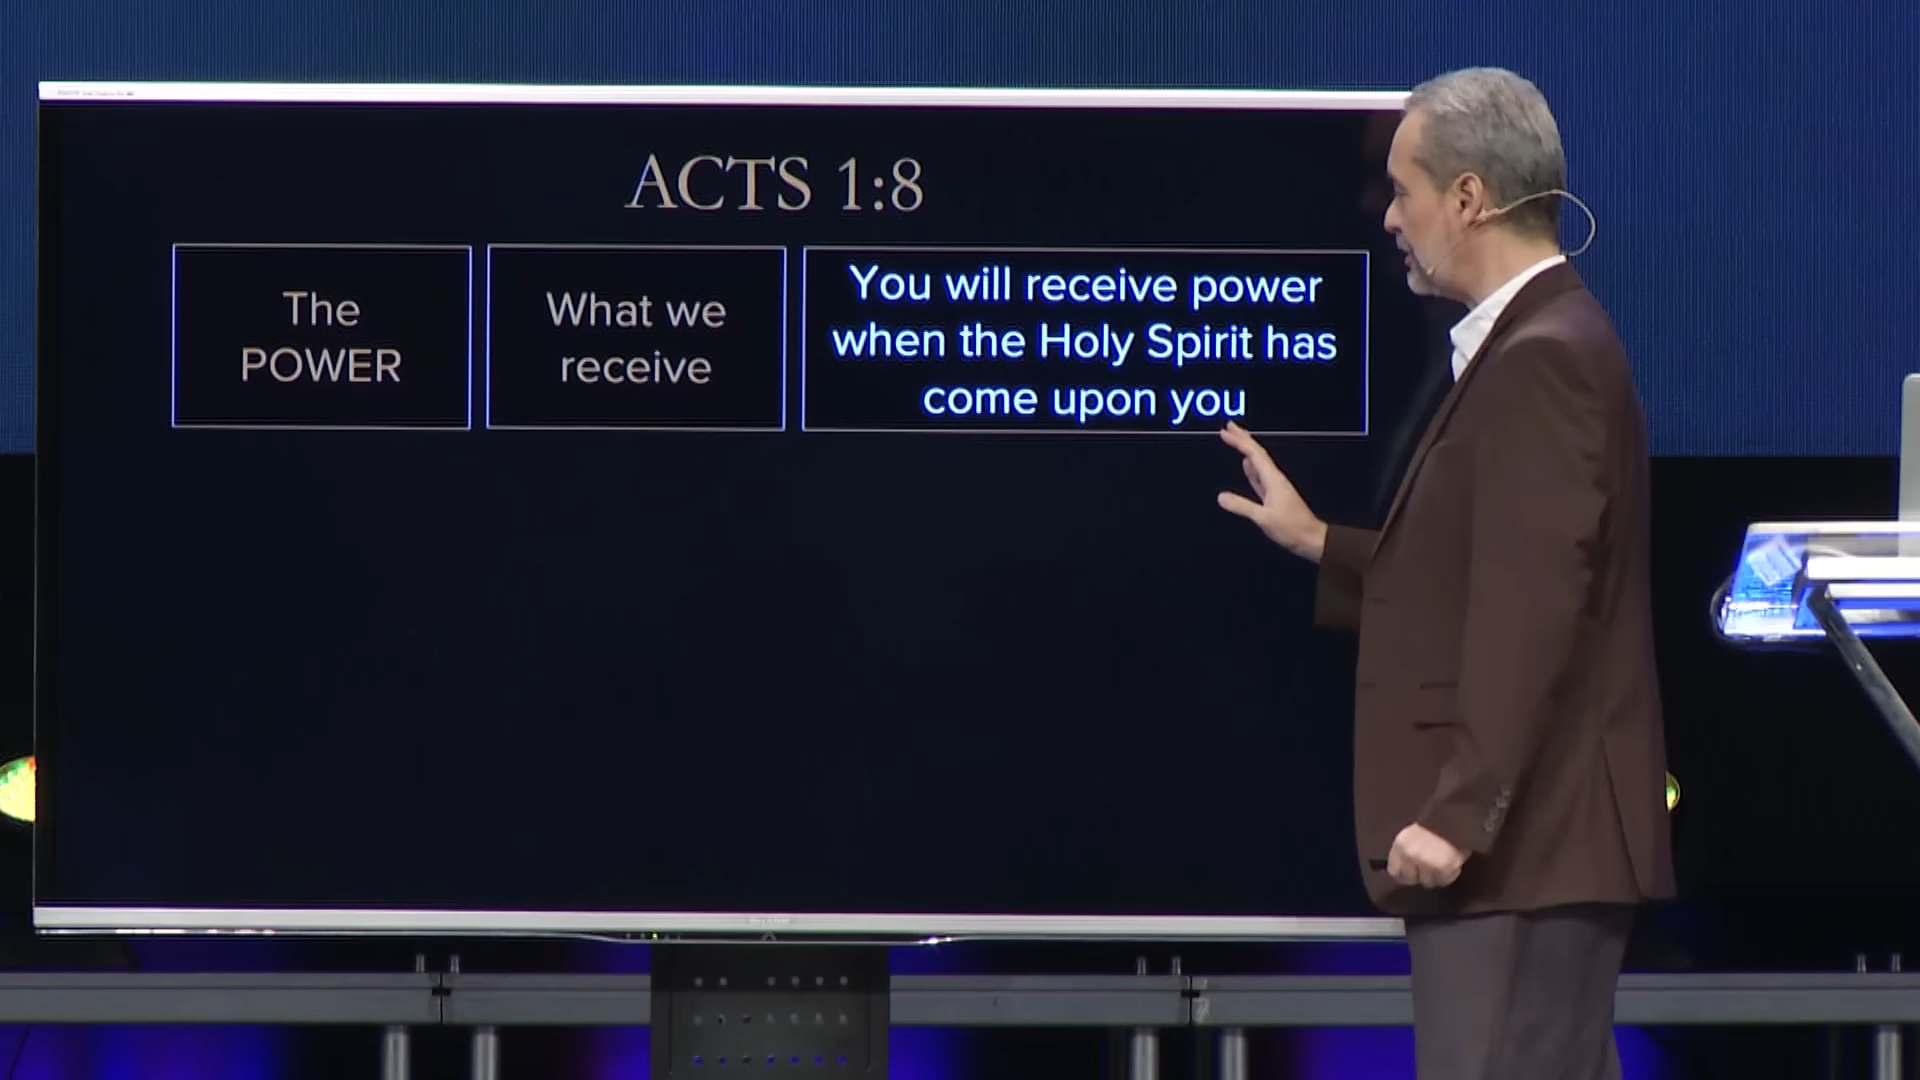 ACTS 1:8
The
POWER
What we
receive
You will receive power
when the Holy Spirit has
come upon you